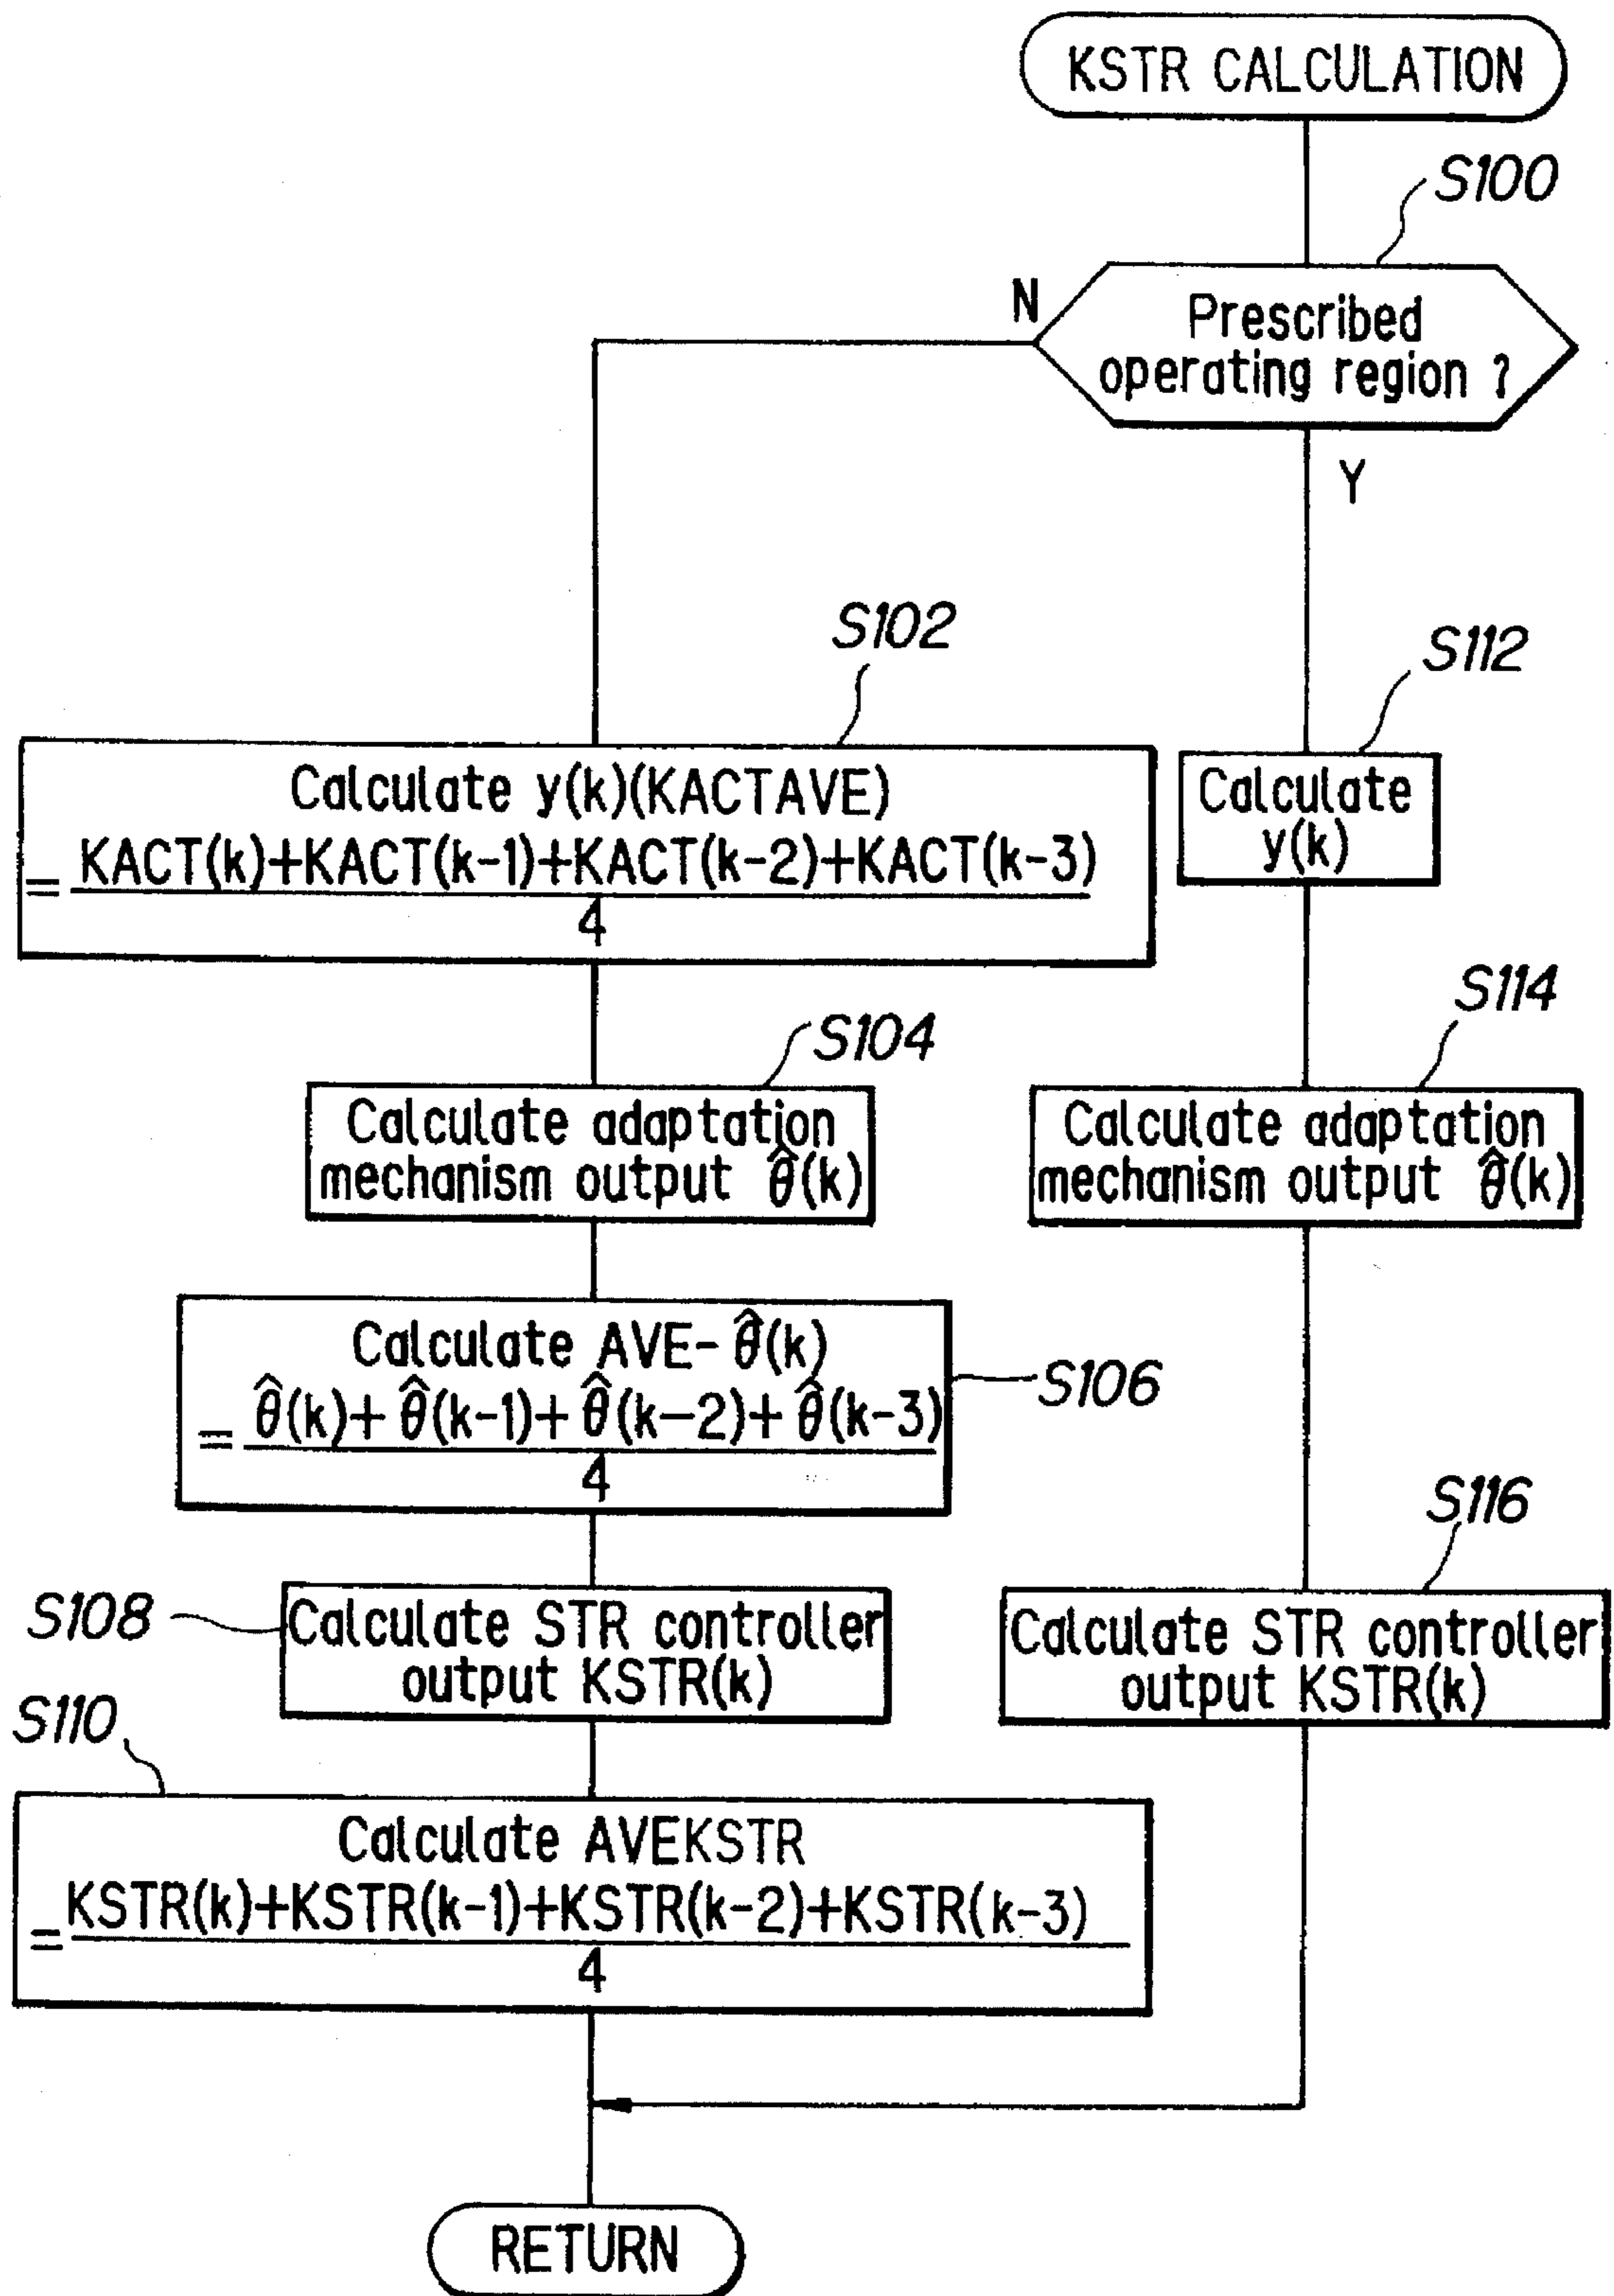 KSTR CALCULATION
S100
N
Prescribed
operating region ?
Y
S102
Calculate y(k)(KACTAVE)
= KACT(k)+KACT(k-1)+KACT(k-2)+KACT(k-3)
4
S112
Calculate
y(k)
S104
Calculate adaptation
mechanism output θ̂(k)
S114
Calculate adaptation
mechanism output θ̂(k)
Calculate AVE-θ̂(k)
= θ̂(k)+ θ̂(k-1)+ θ̂(k-2)+ θ̂(k-3)
4
S106
S108
Calculate STR controller
output KSTR(k)
S116
Calculate STR controller
output KSTR(k)
S110
Calculate AVEKSTR
= KSTR(k)+KSTR(k-1)+KSTR(k-2)+KSTR(k-3)
4
RETURN